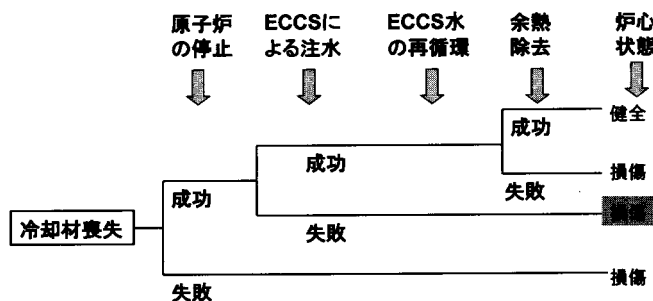 原子炉
の停止
ECCSに
よる注水
ECCS水
の再循環
余熱
除去
炉心
状態
成功
健全
成功
損傷
失敗
成功
損傷
失敗
冷却材喪失
損傷
失敗